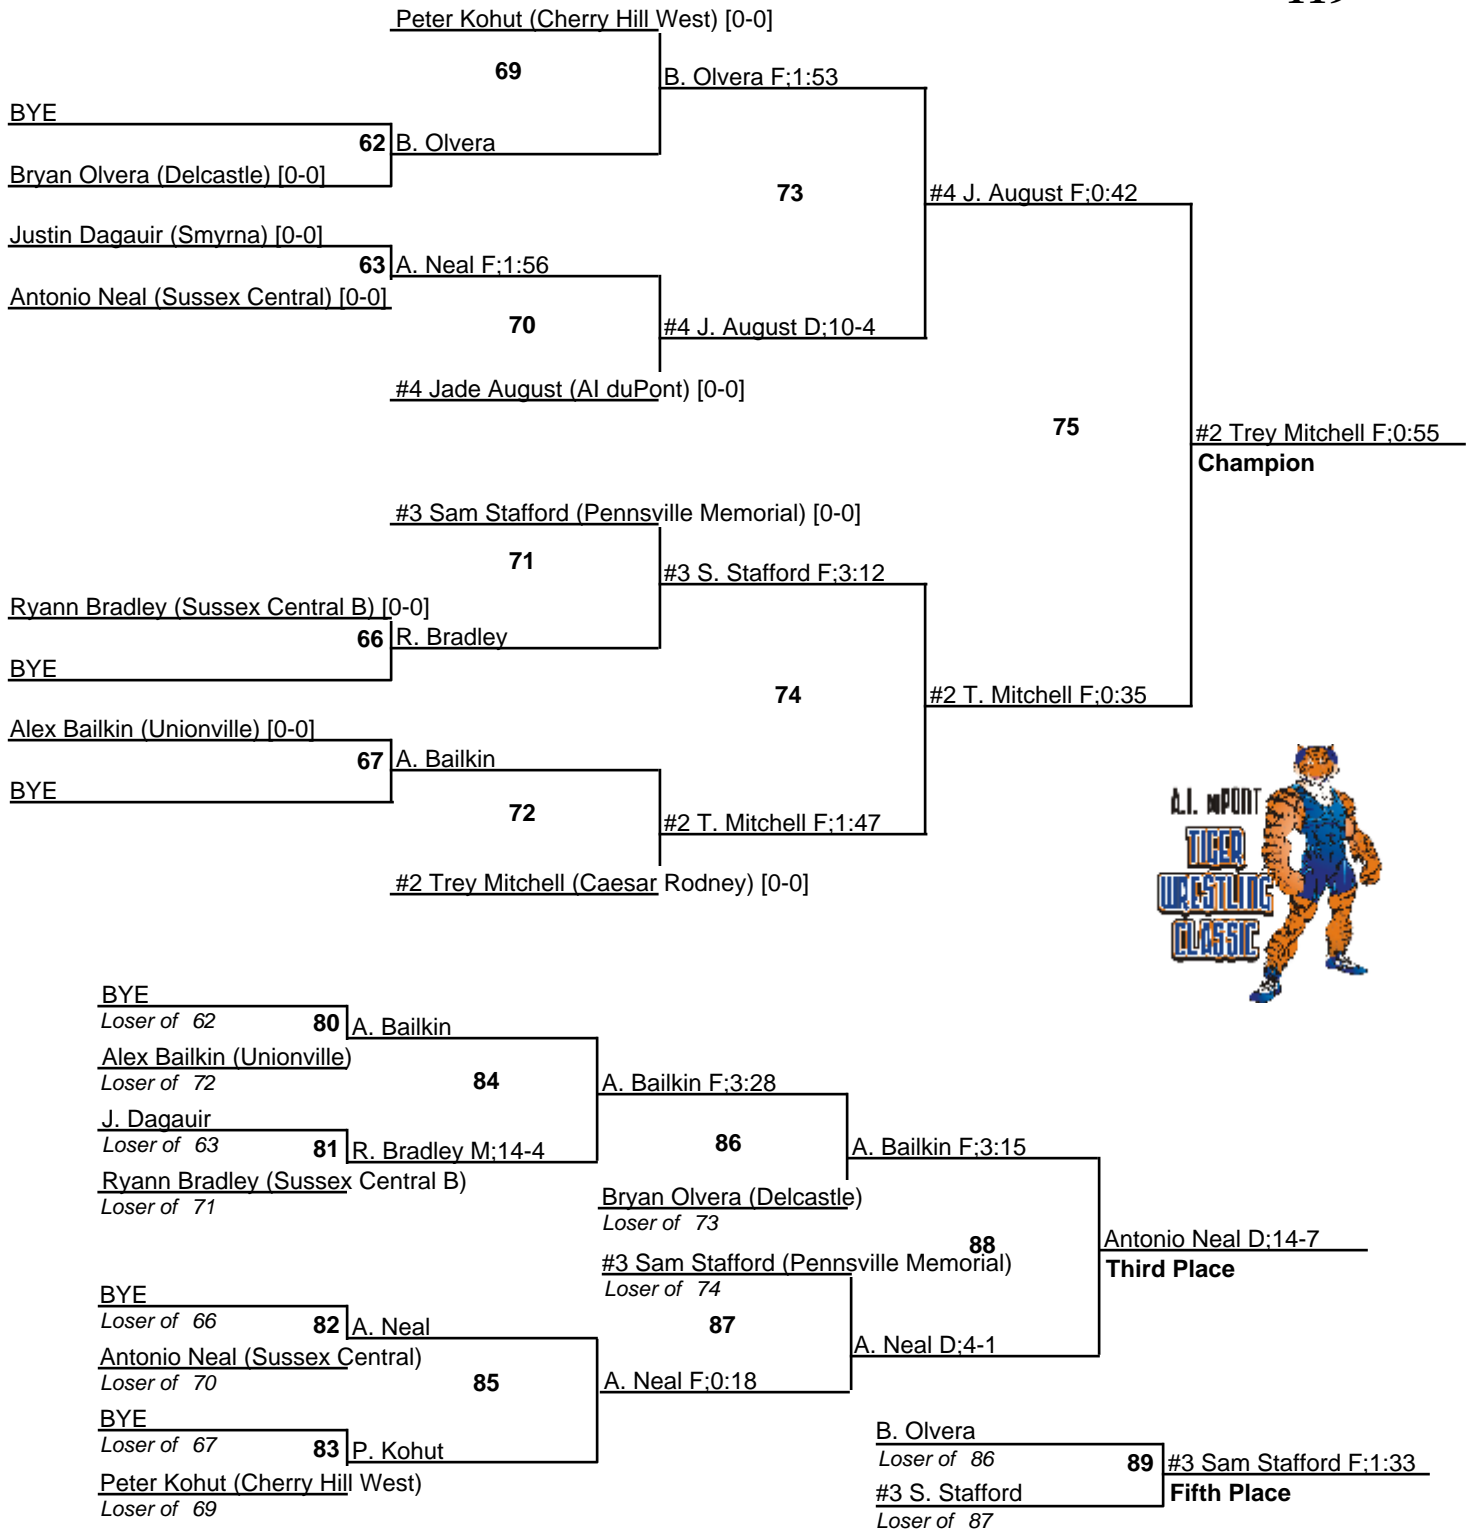 Peter Kohut (Cherry Hill West) [0-0]
69
B. Olvera F;1:53
BYE
62 B. Olvera
Bryan Olvera (Delcastle) [0-0]
73
#4 J. August F;0:42
Justin Dagauir (Smyrna) [0-0]
63 A. Neal F;1:56
Antonio Neal (Sussex Central) [0-0]
70
#4 J. August D;10-4
#4 Jade August (AI duPont) [0-0]
75
#2 Trey Mitchell F;0:55
Champion
#3 Sam Stafford (Pennsville Memorial) [0-0]
71
#3 S. Stafford F;3:12
Ryann Bradley (Sussex Central B) [0-0]
66 R. Bradley
BYE
74
#2 T. Mitchell F;0:35
Alex Bailkin (Unionville) [0-0]
67 A. Bailkin
BYE
72
#2 T. Mitchell F;1:47
#2 Trey Mitchell (Caesar Rodney) [0-0]
A.I. DUPONT
TIGER
WRESTLING
CLASSIC
BYE
Loser of 62
80 A. Bailkin
Alex Bailkin (Unionville)
Loser of 72
84
A. Bailkin F;3:28
J. Dagauir
Loser of 63
81 R. Bradley M;14-4
Ryann Bradley (Sussex Central B)
Loser of 71
86
A. Bailkin F;3:15
Bryan Olvera (Delcastle)
Loser of 73
88
Antonio Neal D;14-7
Third Place
#3 Sam Stafford (Pennsville Memorial)
Loser of 74
BYE
Loser of 66
82 A. Neal
Antonio Neal (Sussex Central)
Loser of 70
87
A. Neal D;4-1
85
A. Neal F;0:18
BYE
Loser of 67
83 P. Kohut
Peter Kohut (Cherry Hill West)
Loser of 69
B. Olvera
Loser of 86
89 #3 Sam Stafford F;1:33
Fifth Place
#3 S. Stafford
Loser of 87